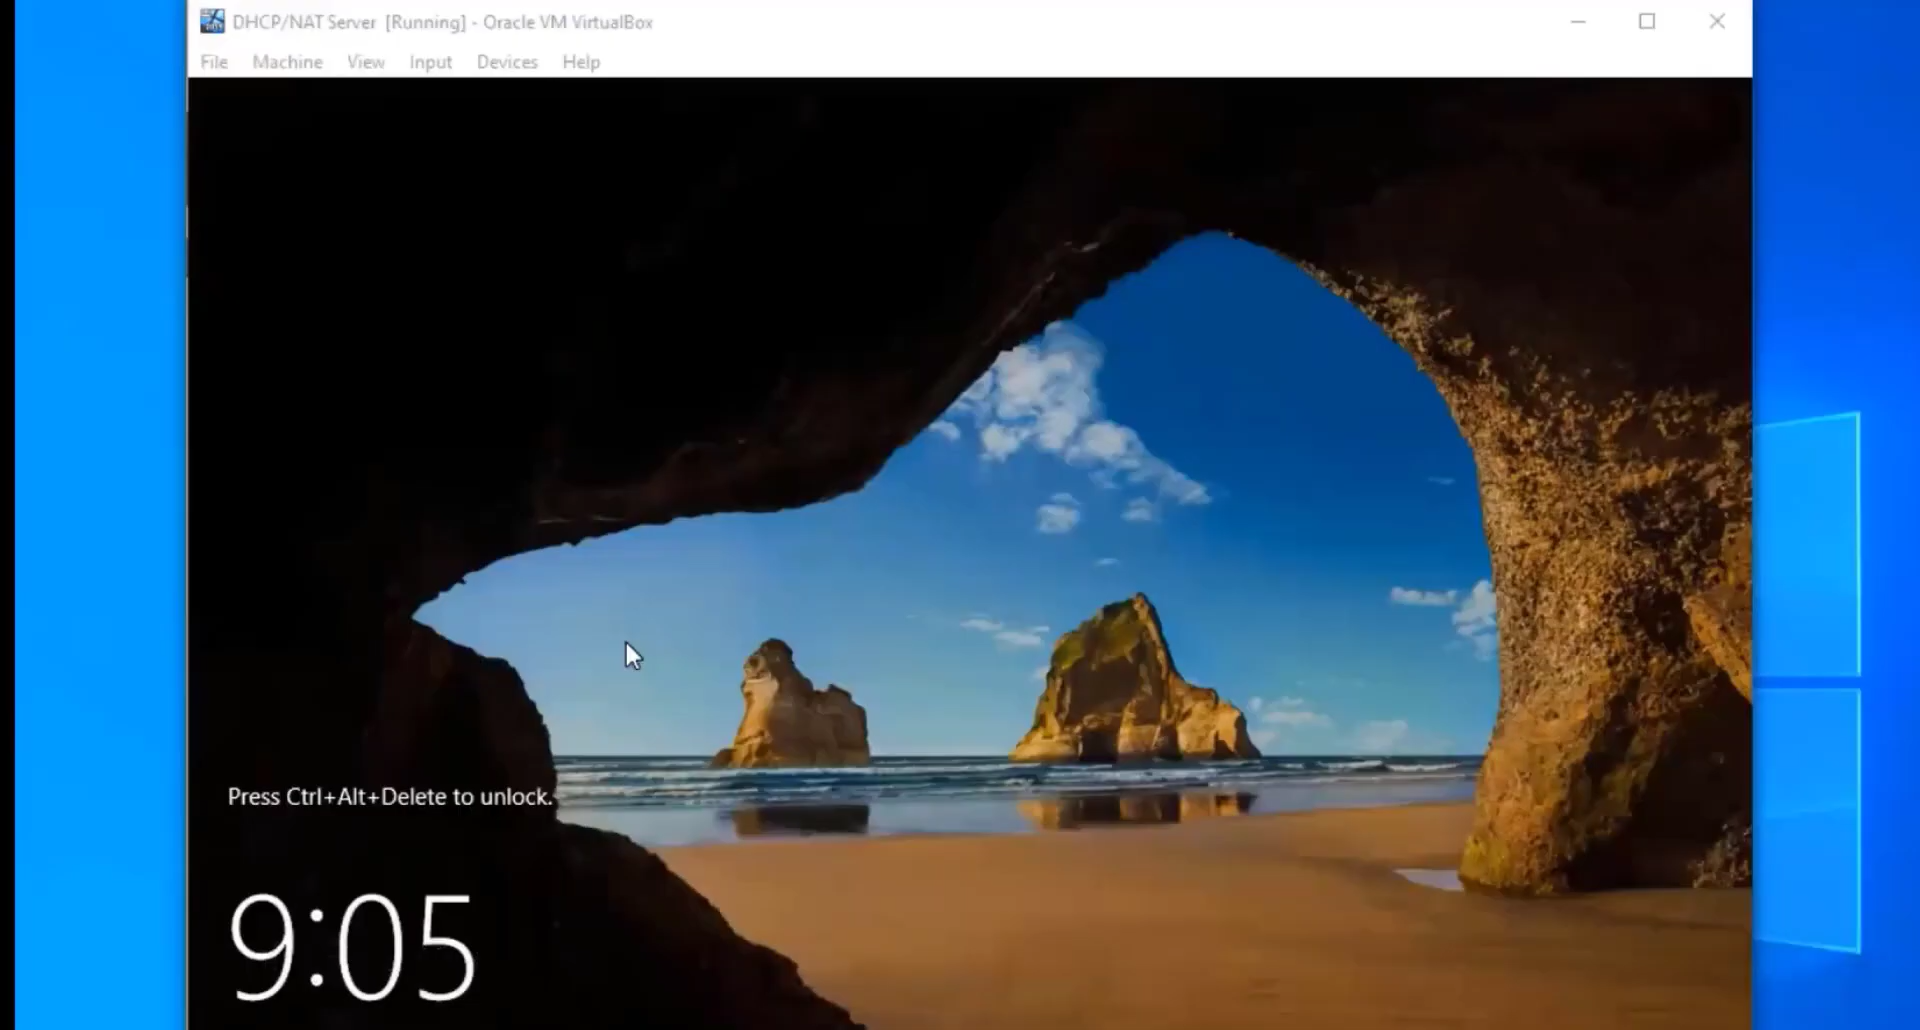 DHCP/NAT Server [Running] - Oracle VM VirtualBox
File Machine View Input Devices Help
Press Ctrl+Alt+Delete to unlock.
9:05